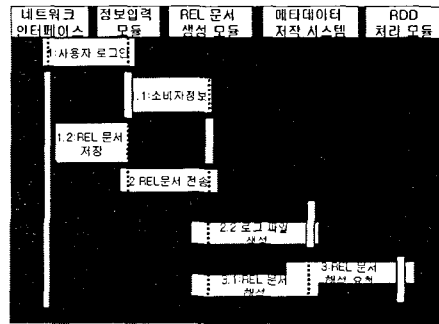 네트워크
인터페이스
정보입력
모듈
REL 문서
생성 모듈
메타데이터
저작 시스템
RDD
처리 모듈
1:사용자 로그인
.1:소비자정보
1.2:REL 문서
저장
2 REL문서 전송
2.2 로그 파일
생성
3:REL 문서
해석 요청
3.1:REL 문서
해석